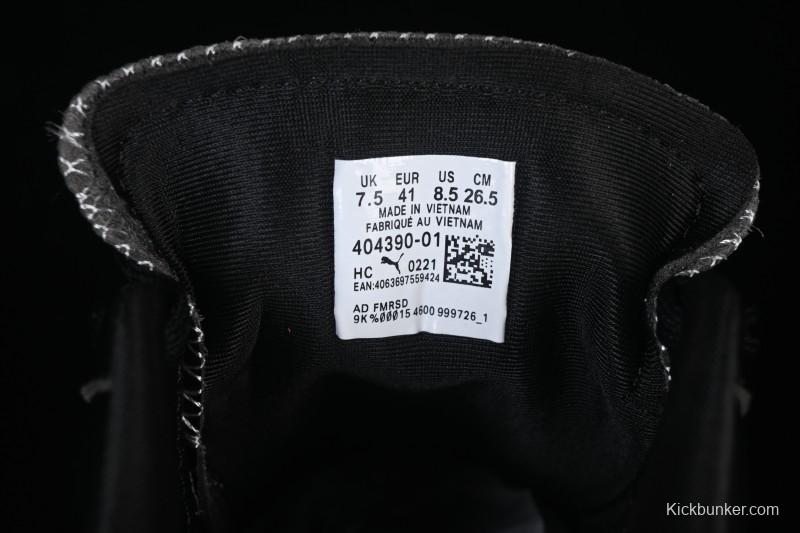 UK EUR US CM
7.5 41 8.5 26.5
MADE IN VIETNAM
FABRIQUÉ AU VIETNAM
404390-01
HC 0221
EAN:4063697559424
AD FMRSD
9K %00015 4600 999726_1
Kickbunker.com